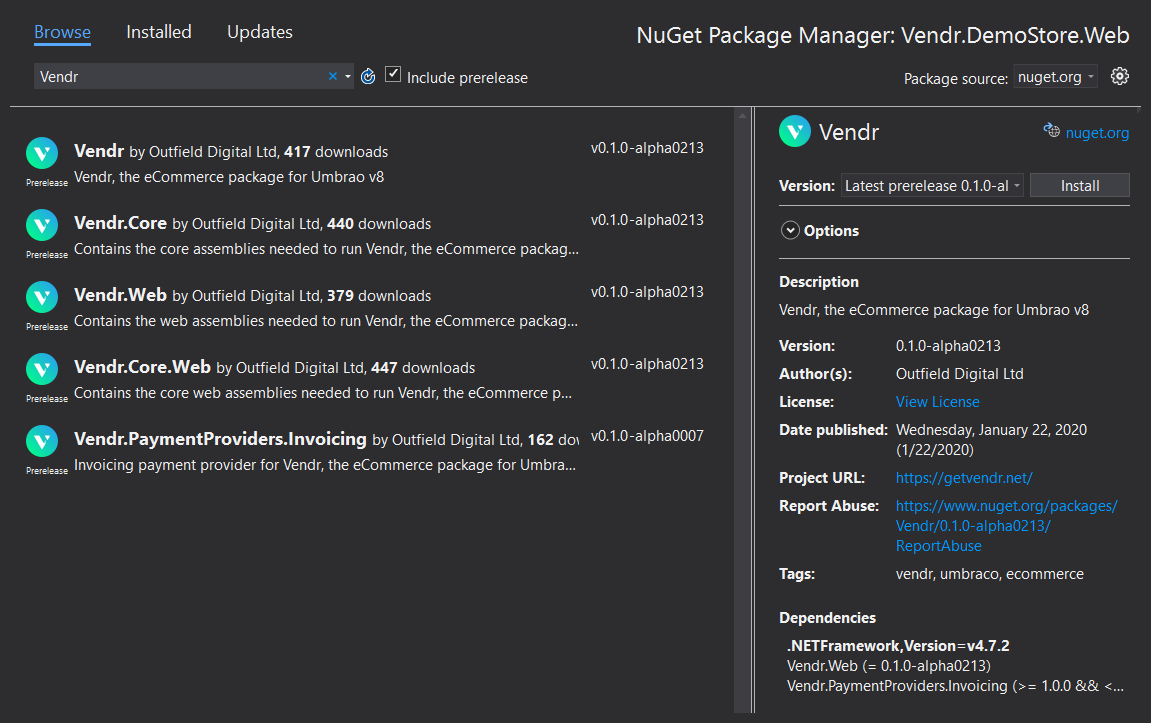 Browse Installed Updates
NuGet Package Manager: Vendr.DemoStore.Web
Vendr
Include prerelease
Package source: nuget.org
Vendr by Outfield Digital Ltd, 417 downloads
v0.1.0-alpha0213
Prerelease
Vendr, the eCommerce package for Umbrao v8
Vendr.Core by Outfield Digital Ltd, 440 downloads
v0.1.0-alpha0213
Prerelease
Contains the core assemblies needed to run Vendr, the eCommerce packag...
Vendr.Web by Outfield Digital Ltd, 379 downloads
v0.1.0-alpha0213
Prerelease
Contains the web assemblies needed to run Vendr, the eCommerce packag...
Vendr.Core.Web by Outfield Digital Ltd, 447 downloads
v0.1.0-alpha0213
Prerelease
Contains the core web assemblies needed to run Vendr, the eCommerce p...
Vendr.PaymentProviders.Invoicing by Outfield Digital Ltd, 162 dov
v0.1.0-alpha0007
Prerelease
Invoicing payment provider for Vendr, the eCommerce package for Umbra...
Vendr
nuget.org
Version: Latest prerelease 0.1.0-al
Install
Options
Description
Vendr, the eCommerce package for Umbrao v8
Version: 0.1.0-alpha0213
Author(s): Outfield Digital Ltd
License: View License
Date published: Wednesday, January 22, 2020
(1/22/2020)
Project URL: https://getvendr.net/
Report Abuse: https://www.nuget.org/packages/
Vendr/0.1.0-alpha0213/
ReportAbuse
Tags: vendr, umbraco, ecommerce
Dependencies
.NETFramework,Version=v4.7.2
Vendr.Web (= 0.1.0-alpha0213)
Vendr.PaymentProviders.Invoicing (>= 1.0.0 && <...